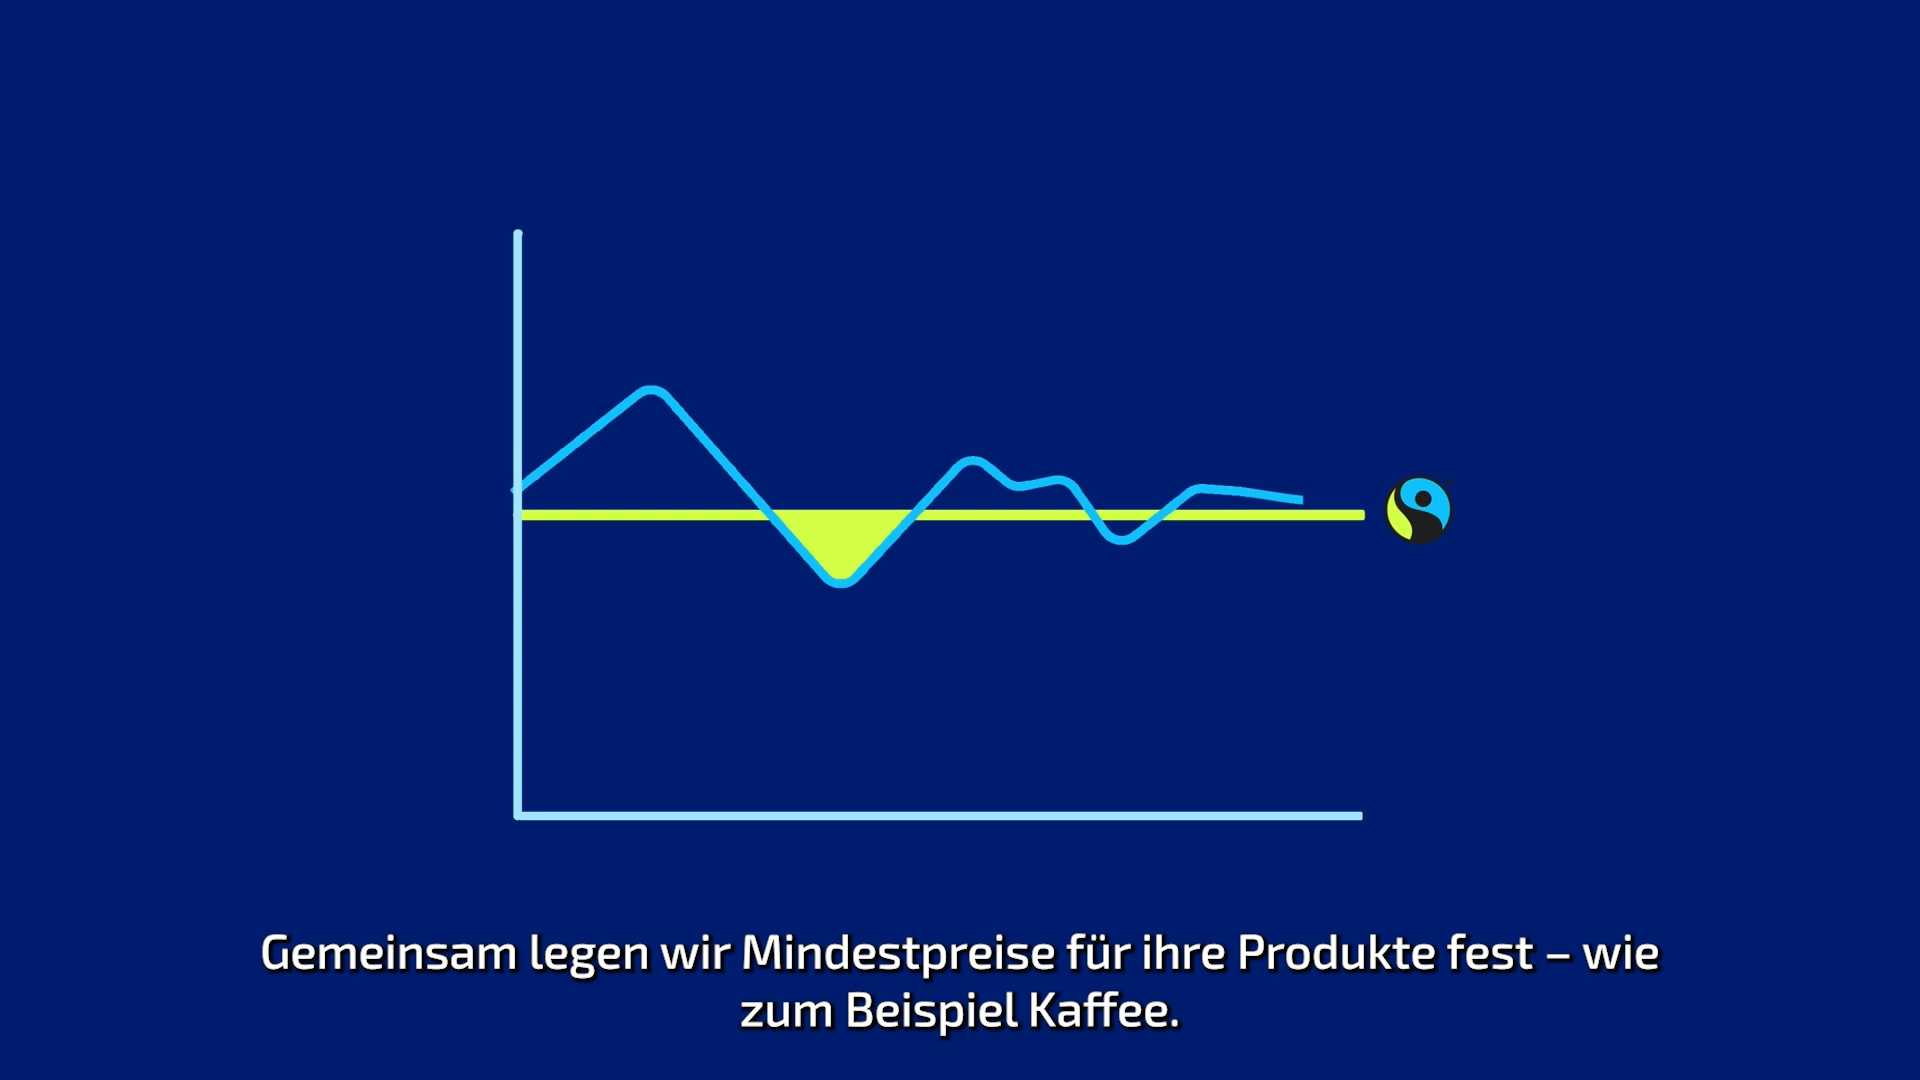 Gemeinsam legen wir Mindestpreise für ihre Produkte fest – wie
zum Beispiel Kaffee.